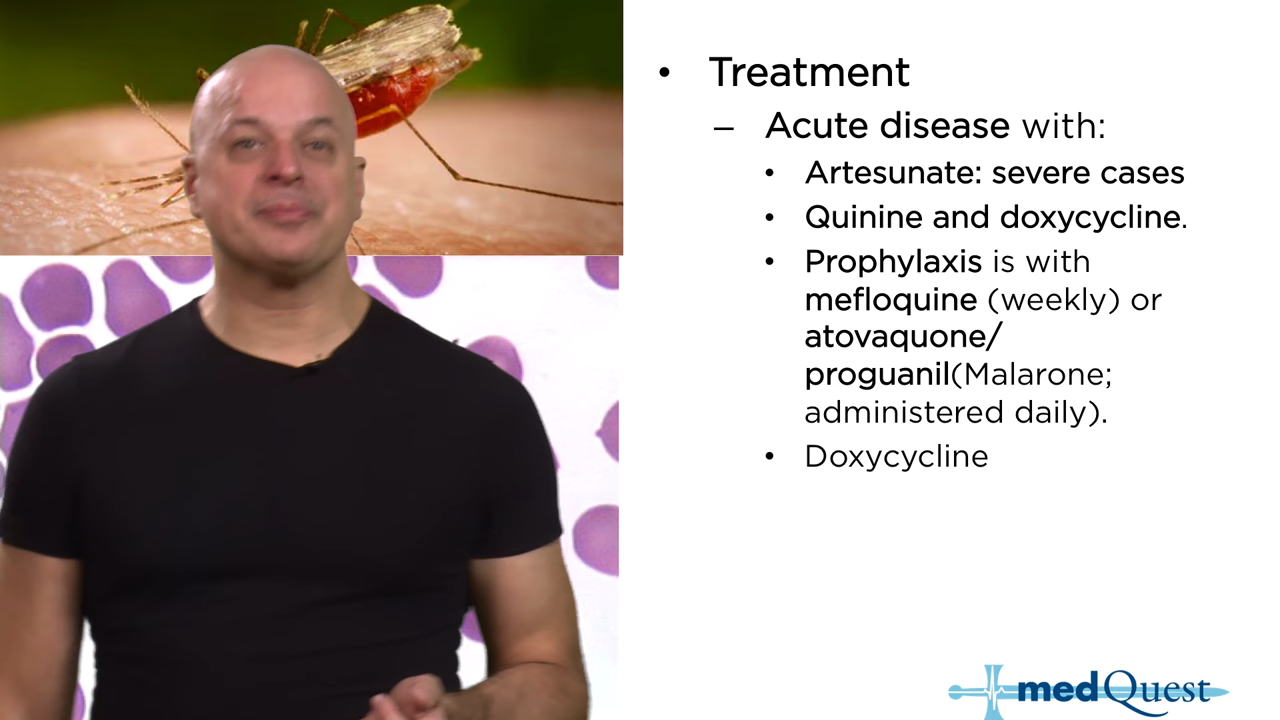 • Treatment
– Acute disease with:
• Artesunate: severe cases
• Quinine and doxycycline.
• Prophylaxis is with
mefloquine (weekly) or
atovaquone/
proguanil(Malarone;
administered daily).
• Doxycycline
medQuest